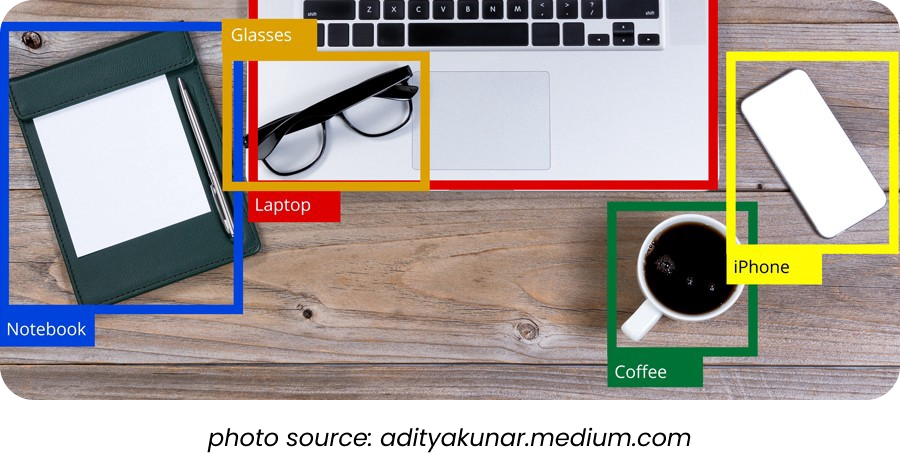 Glasses
Laptop
iPhone
Notebook
Coffee
photo source: adityakunar.medium.com